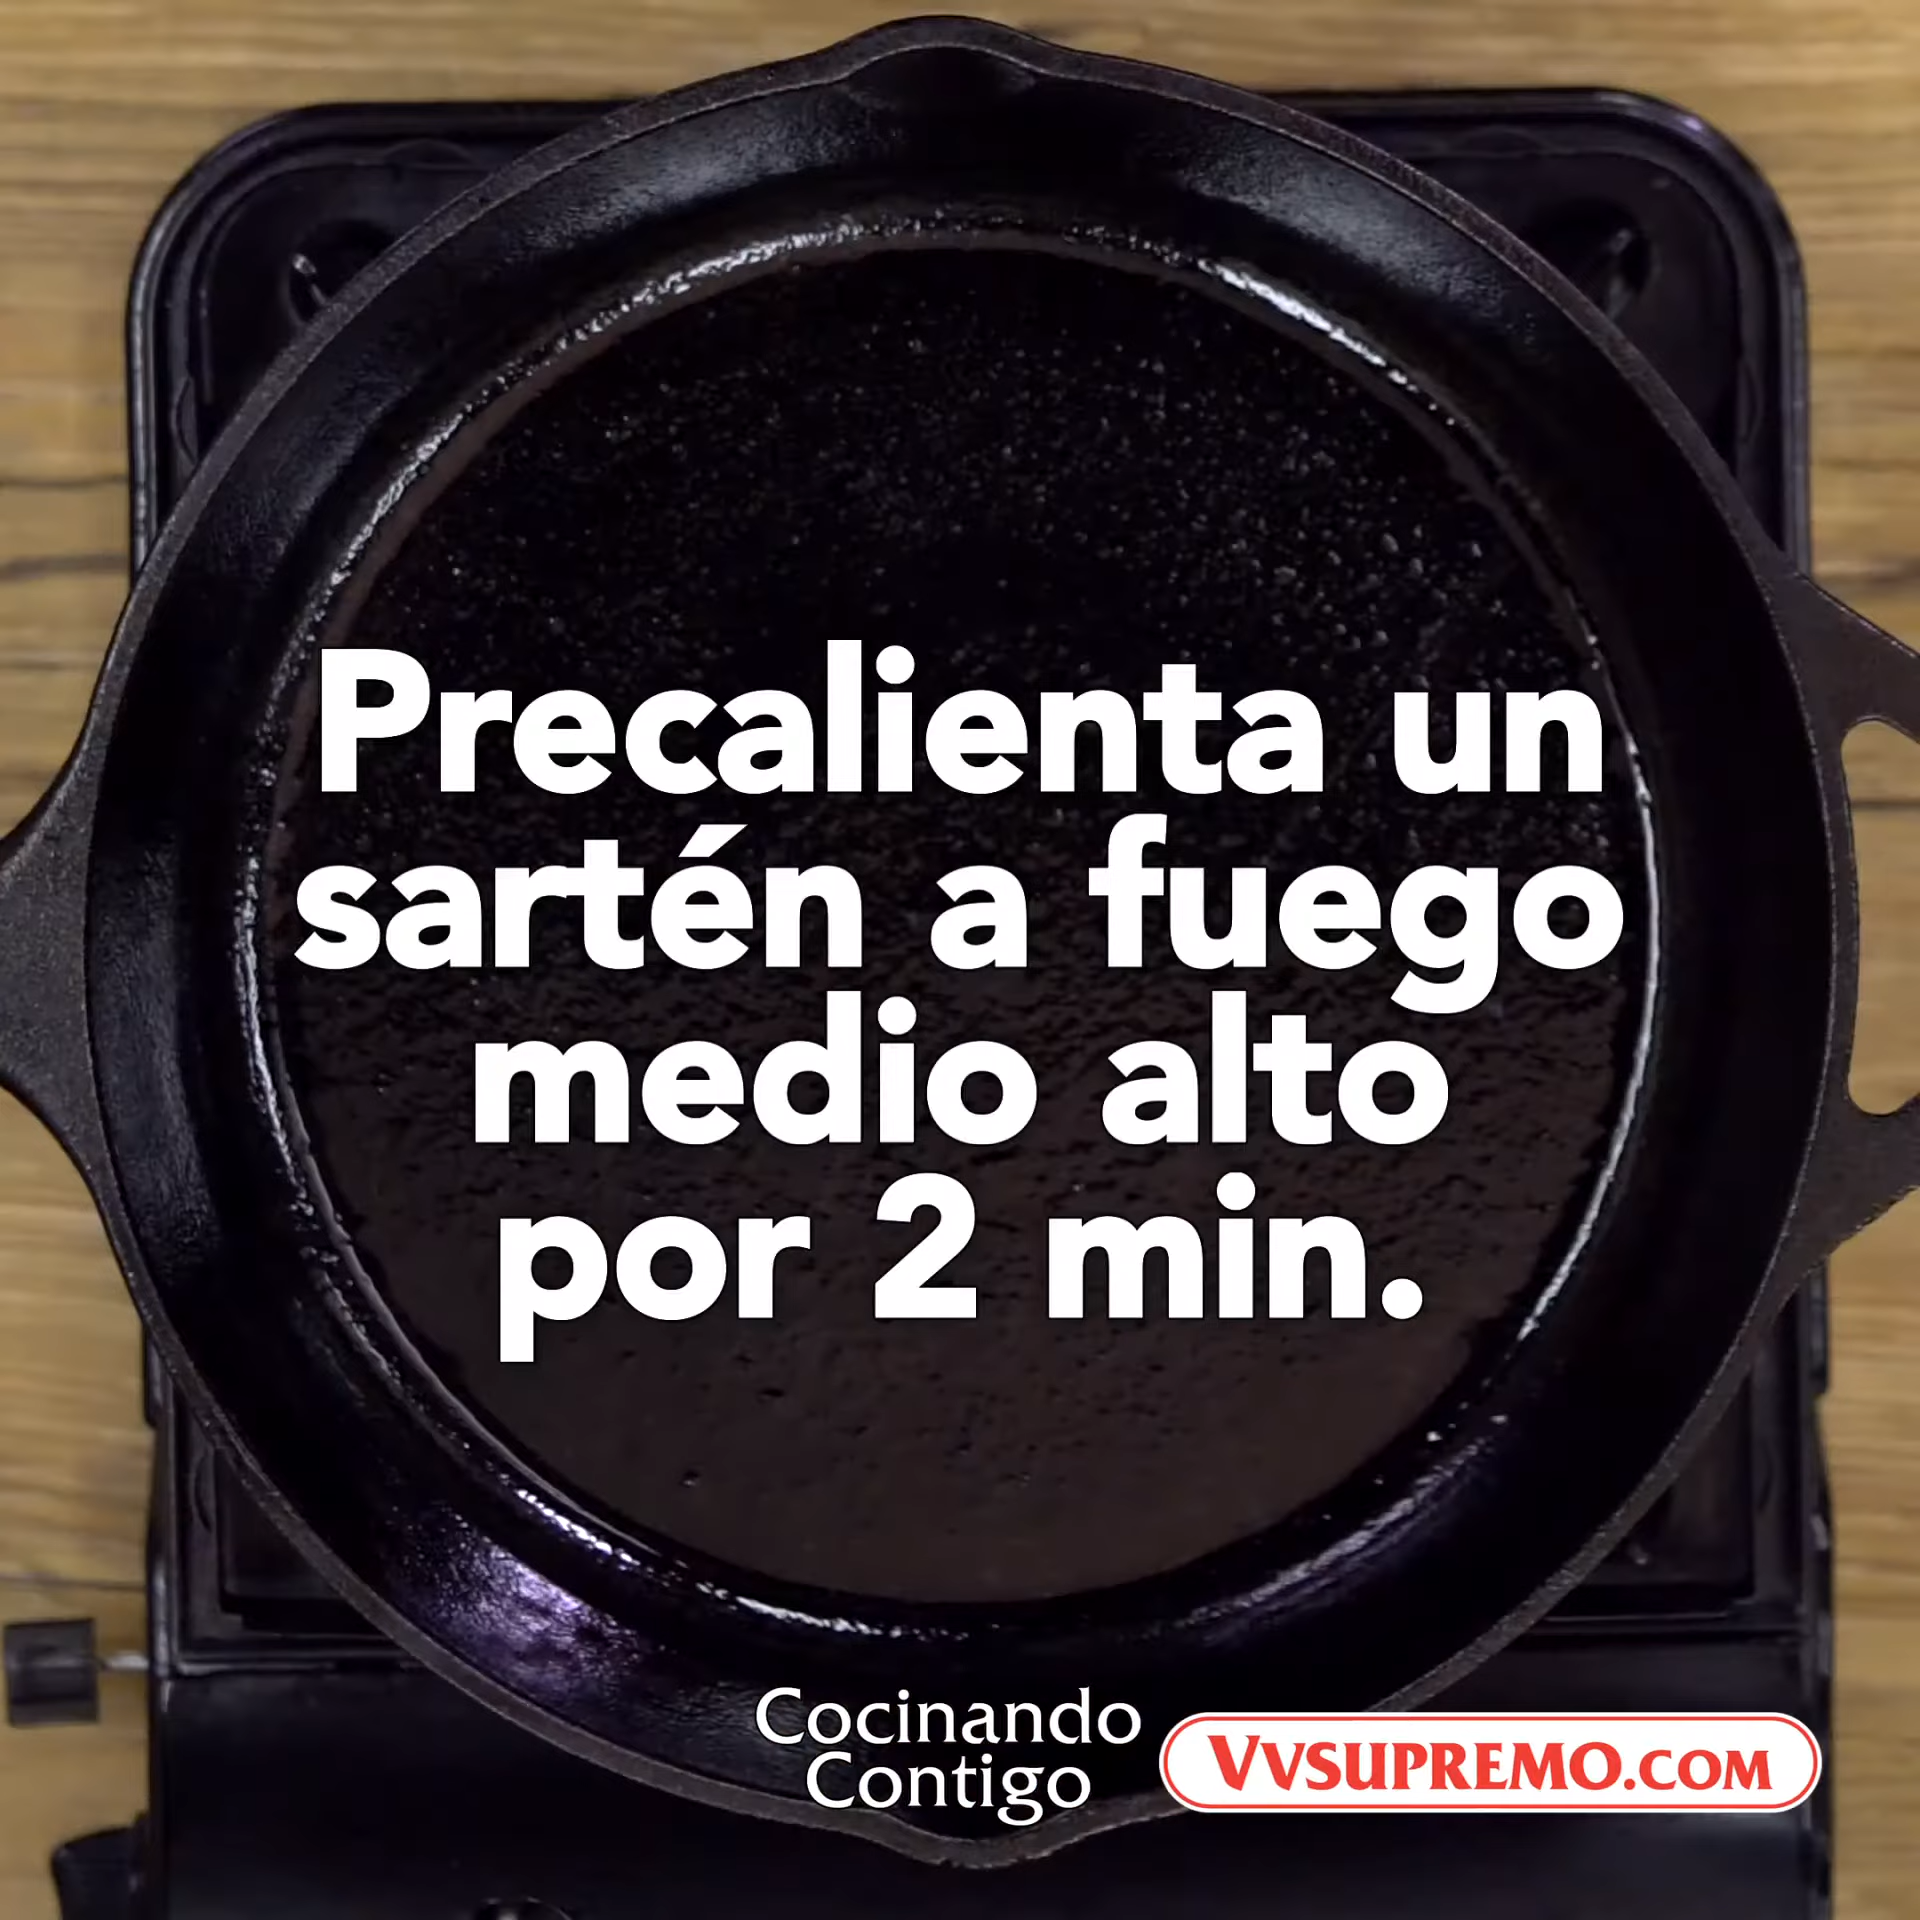 Precalienta un
sartén a fuego
medio alto
por 2 min.
Cocinando
Contigo
VVSUPREMO.COM